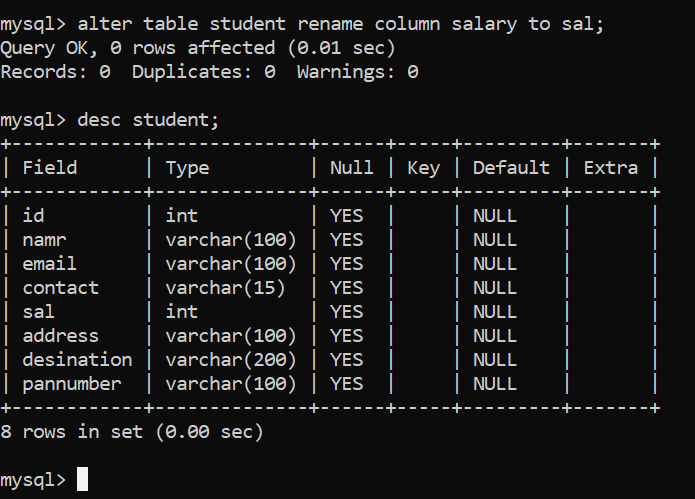 mysql> alter table student rename column salary to sal;
Query OK, 0 rows affected (0.01 sec)
Records: 0  Duplicates: 0  Warnings: 0

mysql> desc student;
+------------+--------------+------+-----+---------+-------+
| Field      | Type         | Null | Key | Default | Extra |
+------------+--------------+------+-----+---------+-------+
| id         | int          | YES  |     | NULL    |       |
| namr       | varchar(100) | YES  |     | NULL    |       |
| email      | varchar(100) | YES  |     | NULL    |       |
| contact    | varchar(15)  | YES  |     | NULL    |       |
| sal        | int          | YES  |     | NULL    |       |
| address    | varchar(100) | YES  |     | NULL    |       |
| desination | varchar(200) | YES  |     | NULL    |       |
| pannumber  | varchar(100) | YES  |     | NULL    |       |
+------------+--------------+------+-----+---------+-------+
8 rows in set (0.00 sec)

mysql>